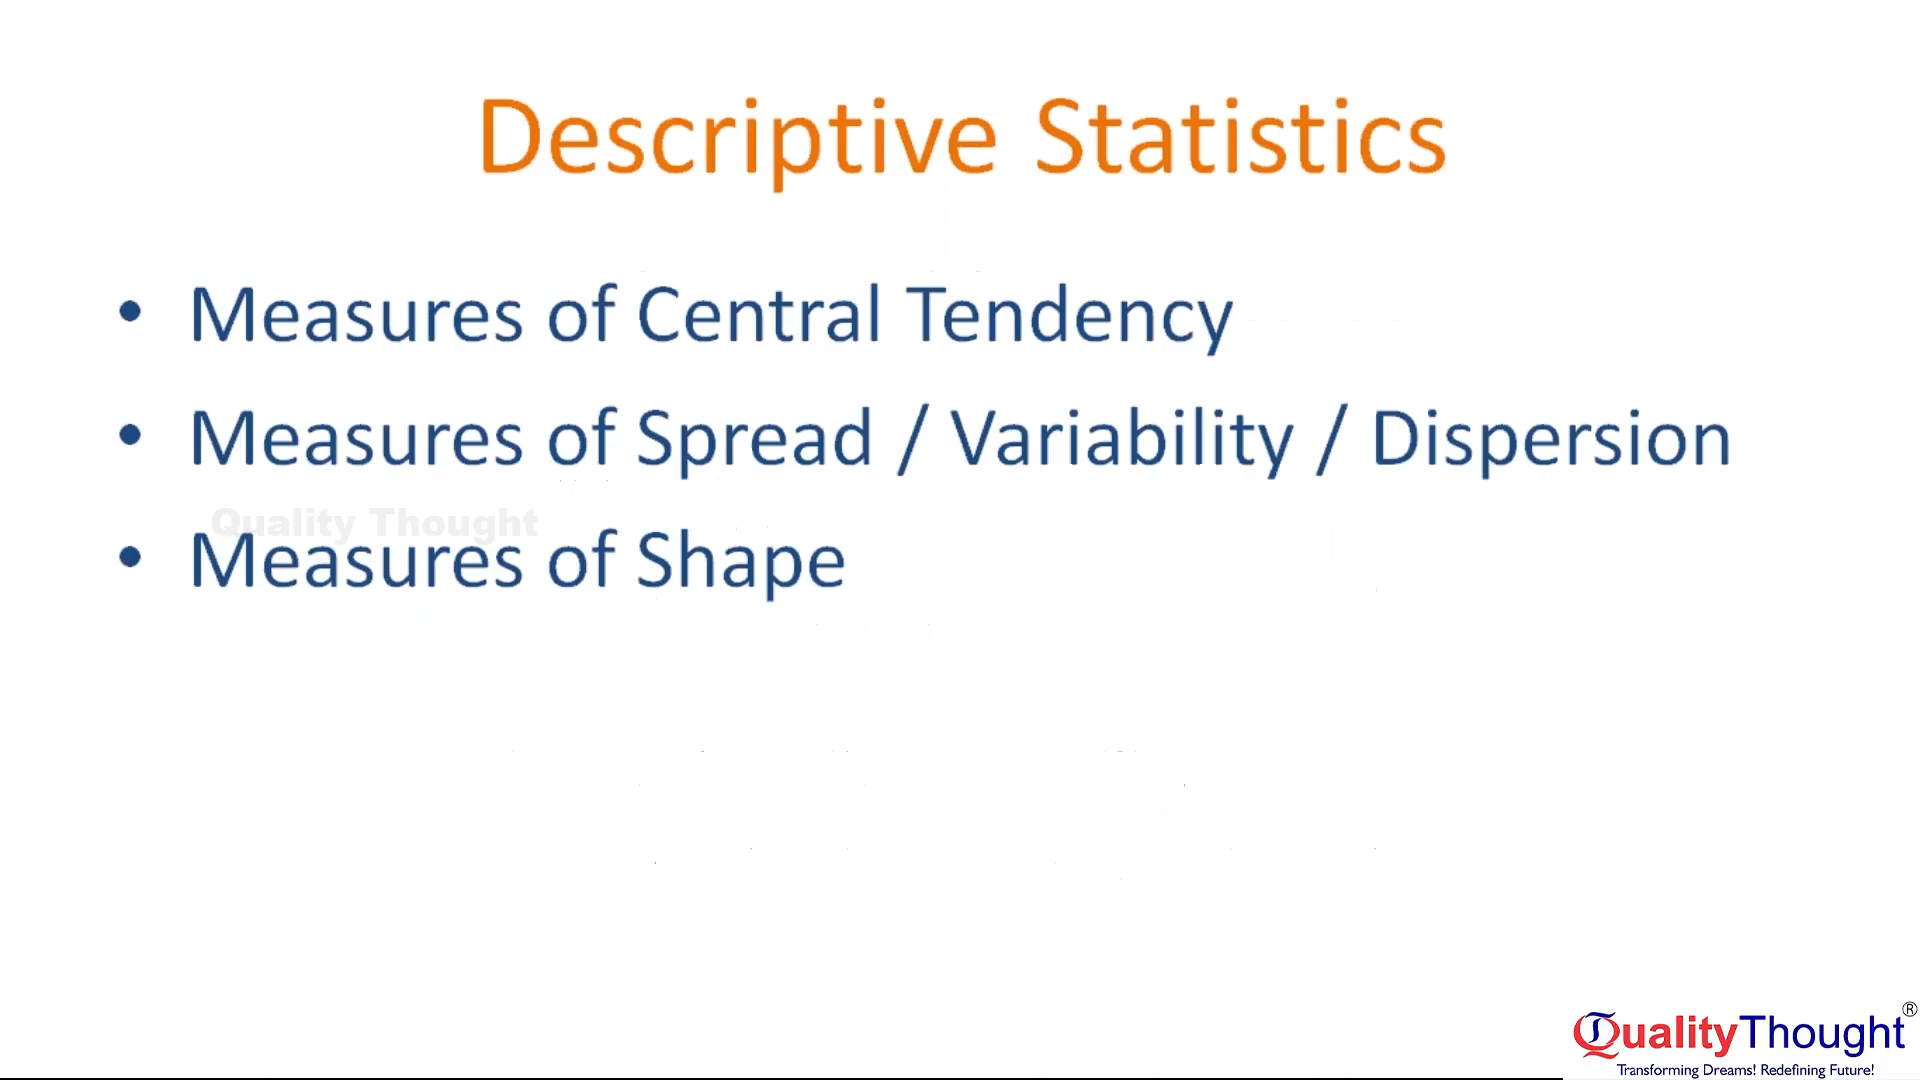 Descriptive Statistics
• Measures of Central Tendency
• Measures of Spread / Variability / Dispersion
Quality Thought
• Measures of Shape
QualityThought®
Transforming Dreams! Redefining Future!